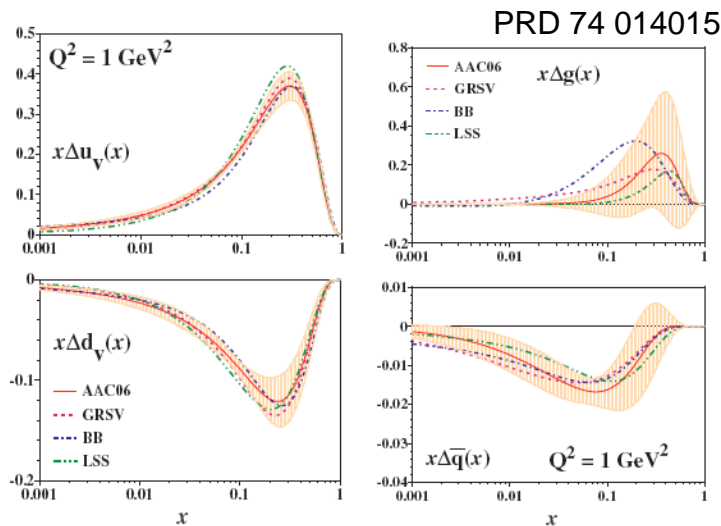 PRD 74 014015
Q² = 1 GeV²
xΔu_v(x)
0.5
0.4
0.3
0.2
0.1
0
0.001
0.01
0.1
1
AAC06
GRSV
BB
LSS
xΔg(x)
0.8
0.6
0.4
0.2
0
-0.2
0.001
0.01
0.1
1
xΔd_v(x)
AAC06
GRSV
BB
LSS
0
-0.1
-0.2
0.001
0.01
0.1
1
x
0.01
0
-0.01
-0.02
-0.03
-0.04
xΔq̅(x)
Q² = 1 GeV²
0.001
0.01
0.1
1
x